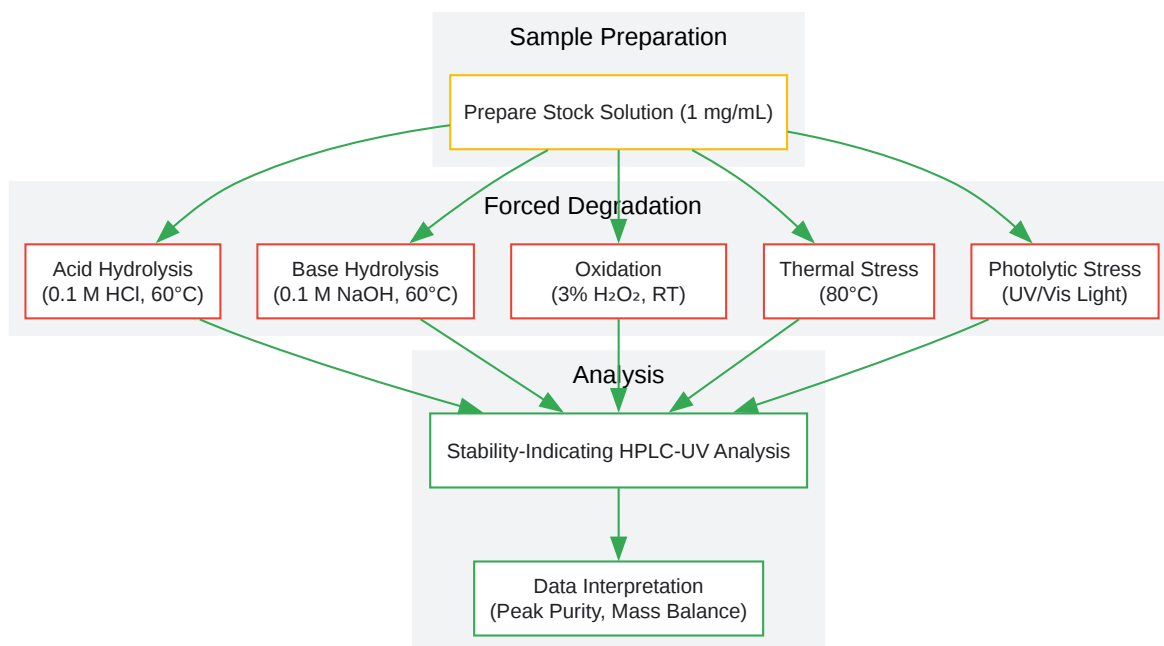 Sample Preparation
Prepare Stock Solution (1 mg/mL)
Forced Degradation
Acid Hydrolysis
(0.1 M HCl, 60°C)
Base Hydrolysis
(0.1 M NaOH, 60°C)
Oxidation
(3% H₂O₂, RT)
Thermal Stress
(80°C)
Photolytic Stress
(UV/Vis Light)
Analysis
Stability-Indicating HPLC-UV Analysis
Data Interpretation
(Peak Purity, Mass Balance)